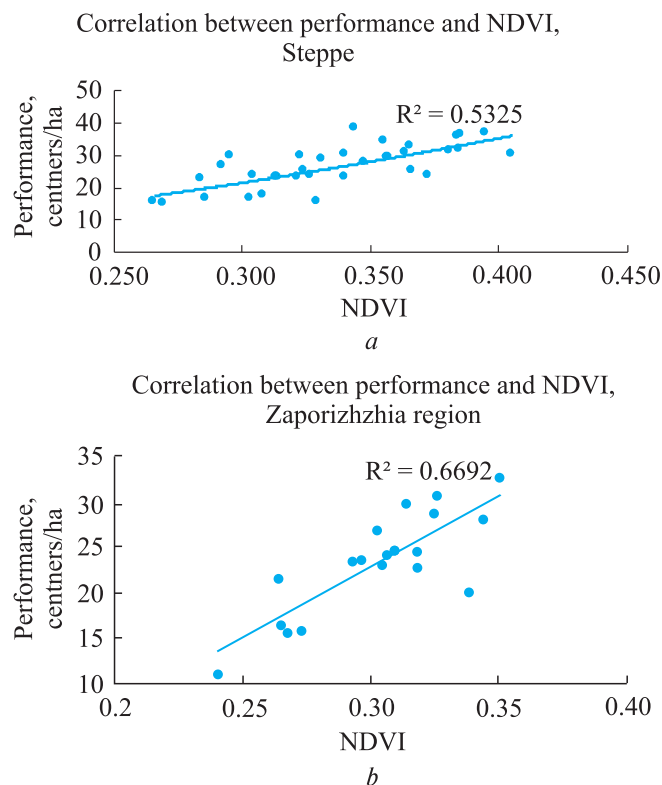 Correlation between performance and NDVI,
Steppe
Performance,
centners/ha
50
40
30
20
10
0
R² = 0.5325
0.250 0.300 0.350 0.400 0.450
NDVI
a
Correlation between performance and NDVI,
Zaporizhzhia region
Performance,
centners/ha
35
30
25
20
15
10
R² = 0.6692
0.2 0.25 0.30 0.35 0.40
NDVI
b